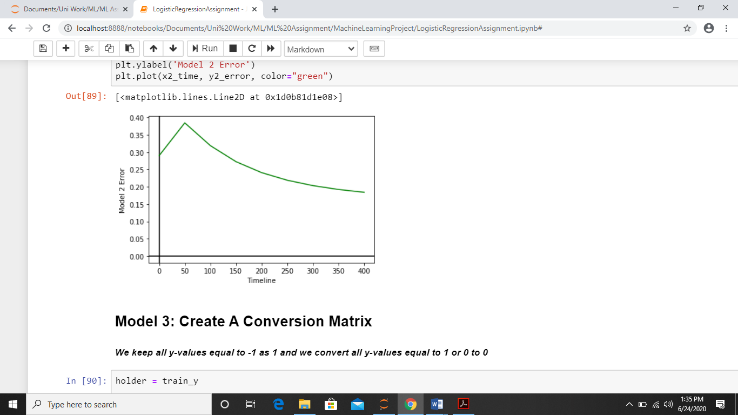 Documents/Uni Work/ML/ML As
LogisticRegressionAssignment -
localhost:8888/notebooks/Documents/Uni%20Work/ML/ML%20Assignment/MachineLearningProject/LogisticRegressionAssignment.ipynb#
Run
Markdown
plt.ylabel('Model 2 Error')
plt.plot(x2_time, y2_error, color="green")
Out[89]: [<matplotlib.lines.Line2D at 0x1d0b81d1e08>]
0.40
0.35
0.30
0.25
0.20
0.15
0.10
0.05
0.00
Model 2 Error
0 50 100 150 200 250 300 350 400
Timeline
Model 3: Create A Conversion Matrix
We keep all y-values equal to -1 as 1 and we convert all y-values equal to 1 or 0 to 0
In [90]: holder = train_y
Type here to search
1:35 PM
6/24/2020